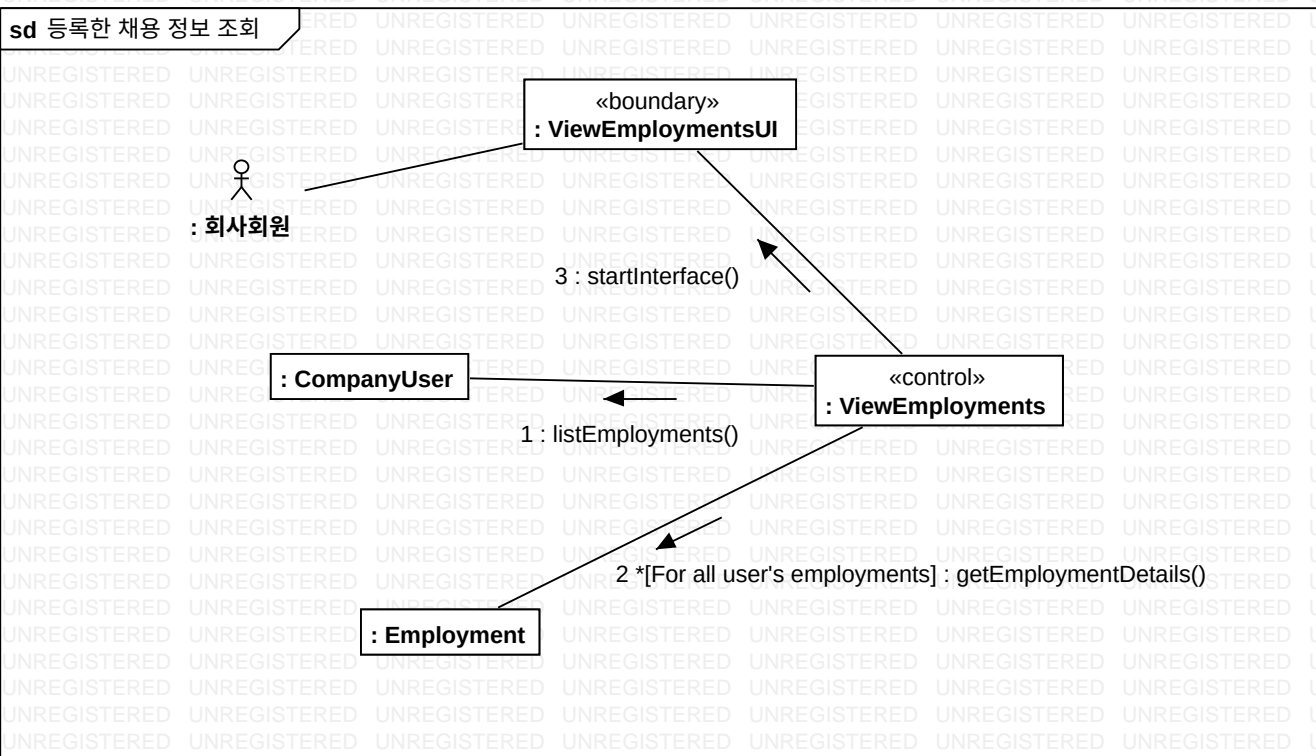 sd 등록한 채용 정보 조회
«boundary»
: ViewEmploymentsUI
: 회사회원
3 : startInterface()
: CompanyUser
«control»
: ViewEmployments
1 : listEmployments()
2 *[For all user's employments] : getEmploymentDetails()
: Employment
UNREGISTERED